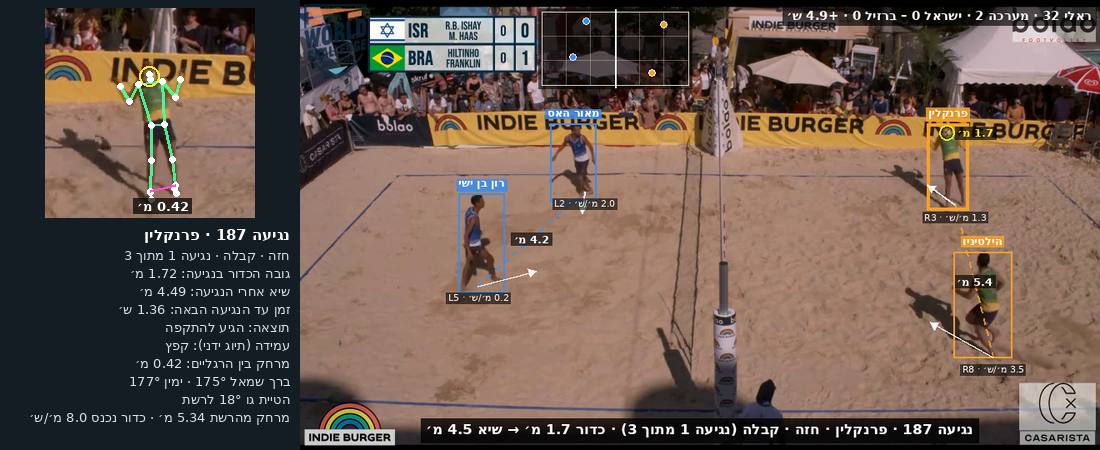 0.42 מ׳
נגיעה 187 · פרנקלין
חזה · קבלה · נגיעה 1 מתוך 3
גובה הכדור בנגיעה: 1.72 מ׳
שיא אחרי הנגיעה: 4.49 מ׳
זמן עד הנגיעה הבאה: 1.36 ש׳
תוצאה: הגיע להתקפה
עמידה (תיוג ידני): קפץ
מרחק בין הרגליים: 0.42 מ׳
ברך שמאל 175° · ימין 177°
הטיית גו 18° לרשת
מרחק מהרשת 5.34 מ׳ · כדור נכנס 8.0 מ׳/ש׳
ראלי 32 · מערכה 2 · ישראל 0 - ברזיל 0 · +4.9 ש׳
ISR R.B. ISHAY M. HAAS 0 0
BRA HILTINHO FRANKLIN 0 1
INDIE BURGER
bolao
FOOTVOLLEY
CASARISTA
bolao
INDIE BURGER
INDIE BURGER
מאור האס
L2 · 2.0 מ׳/ש׳
רון בן ישי
4.2 מ׳
L5 · 0.2 מ׳/ש׳
פרנקלין
1.7 מ׳
R3 · 1.3 מ׳/ש׳
הילטיניו
5.4 מ׳
R8 · 3.5 מ׳/ש׳
INDIE BURGER
נגיעה 187 · פרנקלין · חזה · קבלה (נגיעה 1 מתוך 3) · כדור 1.7 מ׳ → שיא 4.5 מ׳
CASARISTA